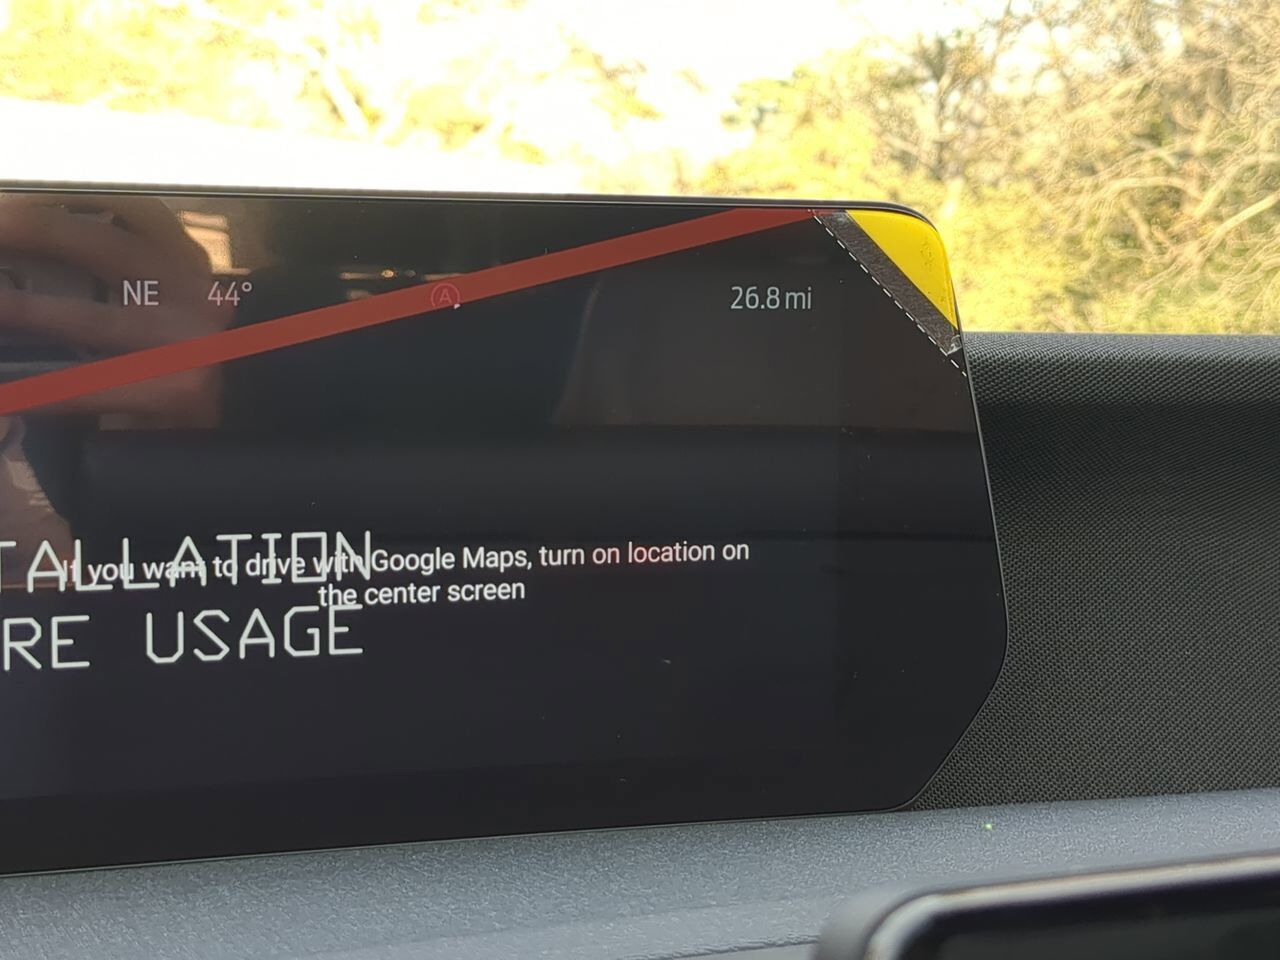 NE 44° A 26.8 mi
TALLATION
If you want to drive with Google Maps, turn on location on
the center screen
RE USAGE